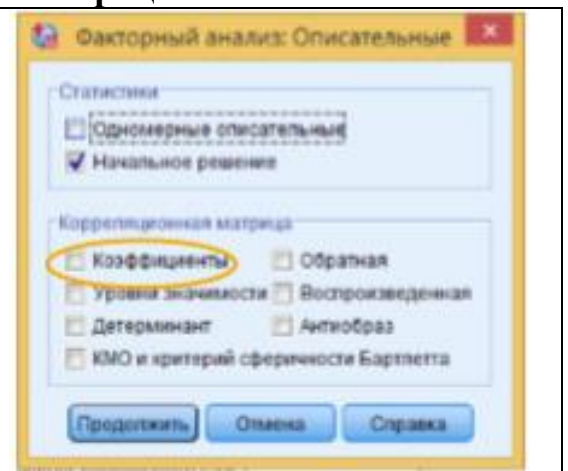 Факторный анализ: Описательные
Статистики
Одномерные описательные
Начальное решение
Корреляционная матрица
Коэффициенты Обратная
Уровни значимости Воспроизведенная
Детерминант Антиобраз
КМО и критерий сферичности Бартлетта
Продолжить Отмена Справка